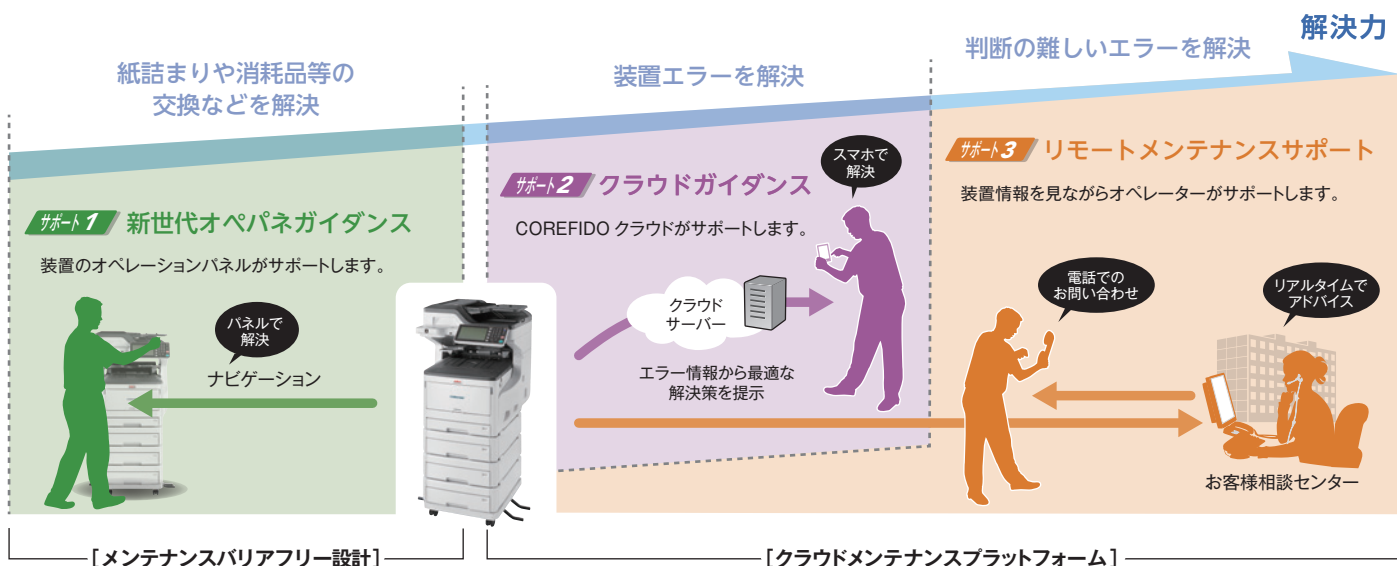 解決力
紙詰まりや消耗品等の
交換などを解決
装置エラーを解決
判断の難しいエラーを解決
サポート1 新世代オペパネガイダンス
装置のオペレーションパネルがサポートします。
パネルで
解決
ナビゲーション
サポート2 クラウドガイダンス
COREFIDO クラウドがサポートします。
スマホで
解決
クラウド
サーバー
エラー情報から最適な
解決策を提示
サポート3 リモートメンテナンスサポート
装置情報を見ながらオペレーターがサポートします。
電話での
お問い合わせ
リアルタイムで
アドバイス
お客様相談センター
[メンテナンスバリアフリー設計]
[クラウドメンテナンスプラットフォーム]